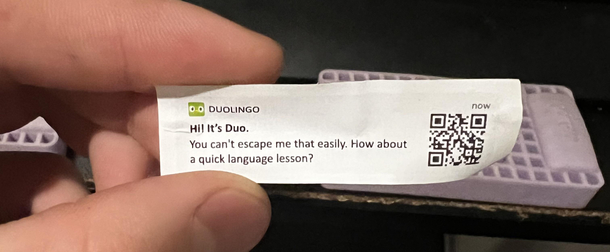 DUOLINGO
now
Hi! It's Duo.
You can't escape me that easily. How about
a quick language lesson?